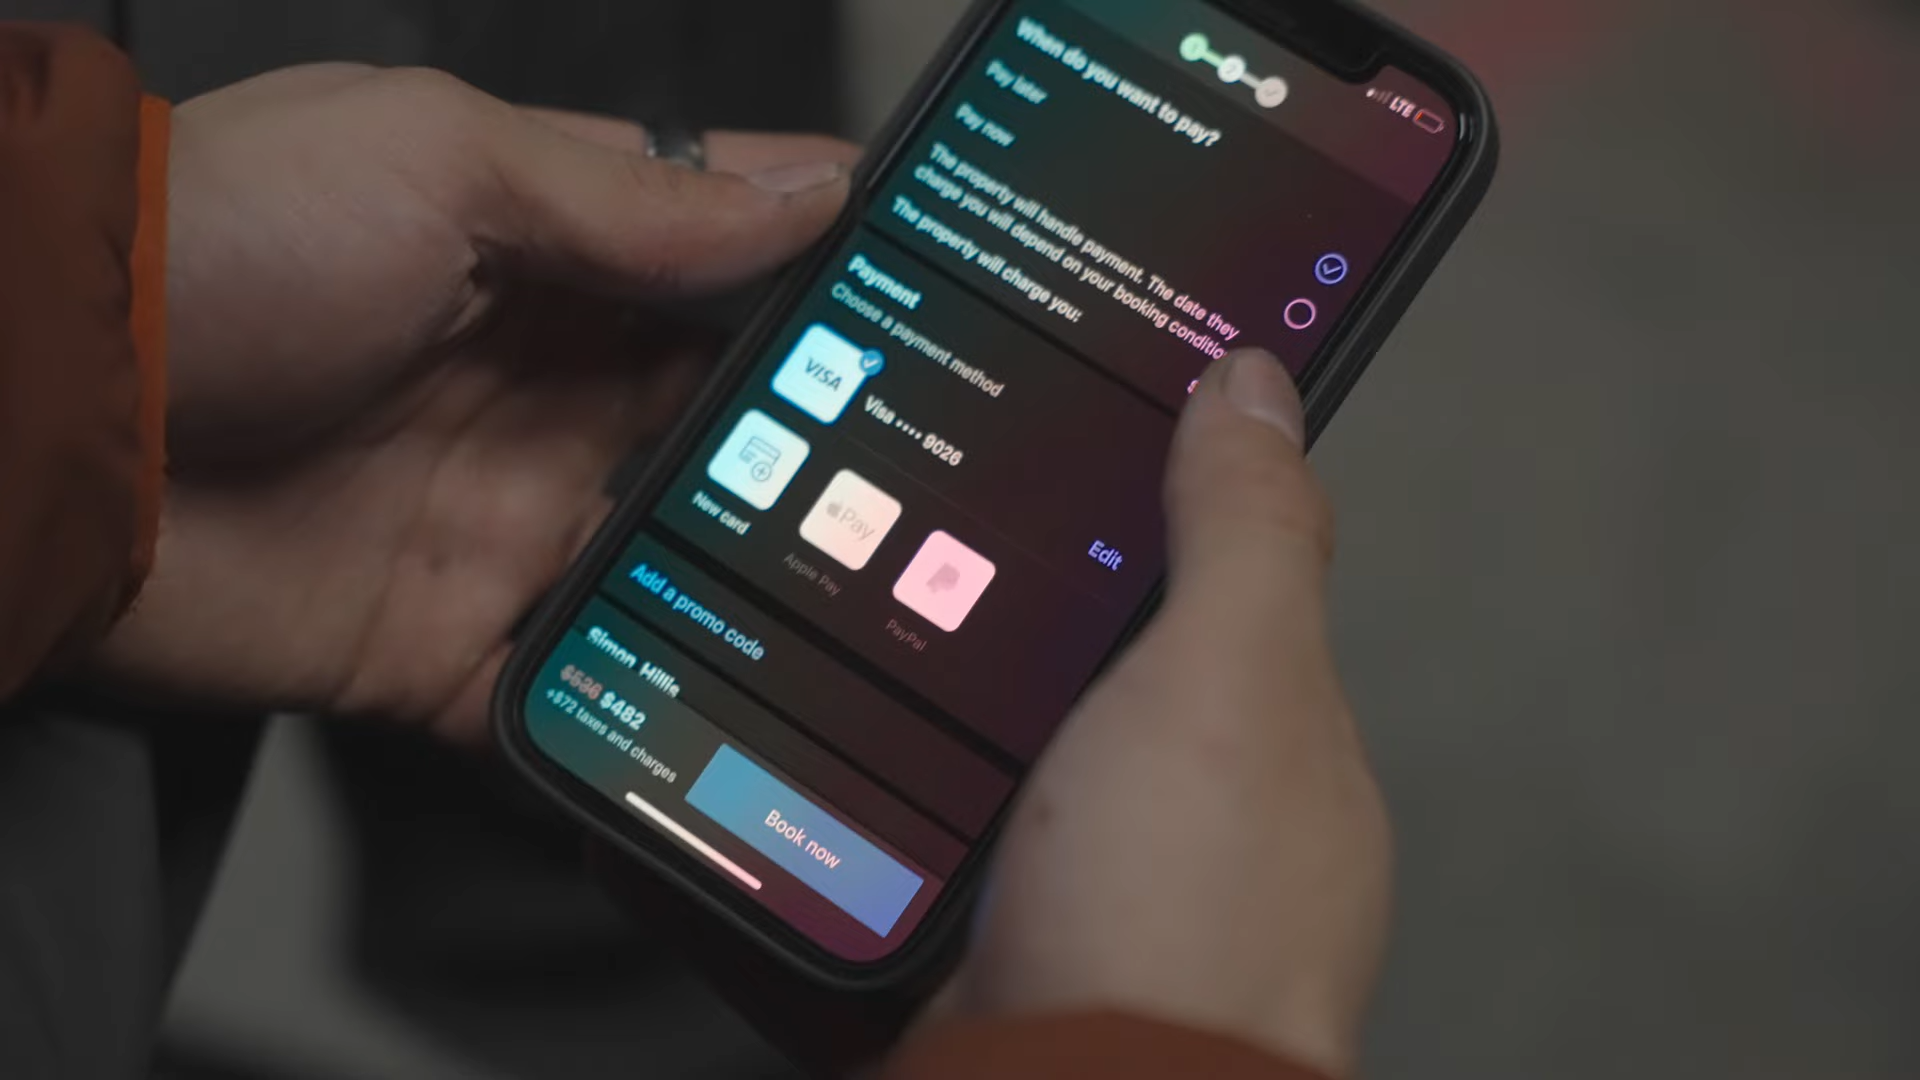 LTE
When do you want to pay?
Pay later
Pay now
The property will handle payment. The date they
charge you will depend on your booking
The property will charge you:
Payment
Choose a payment method
VISA
Visa •••• 9026
Edit
New card
Pay
Apple Pay
PayPal
Add a promo code
Simon Hillis
$536 $482
+$72 taxes and charges
Book now